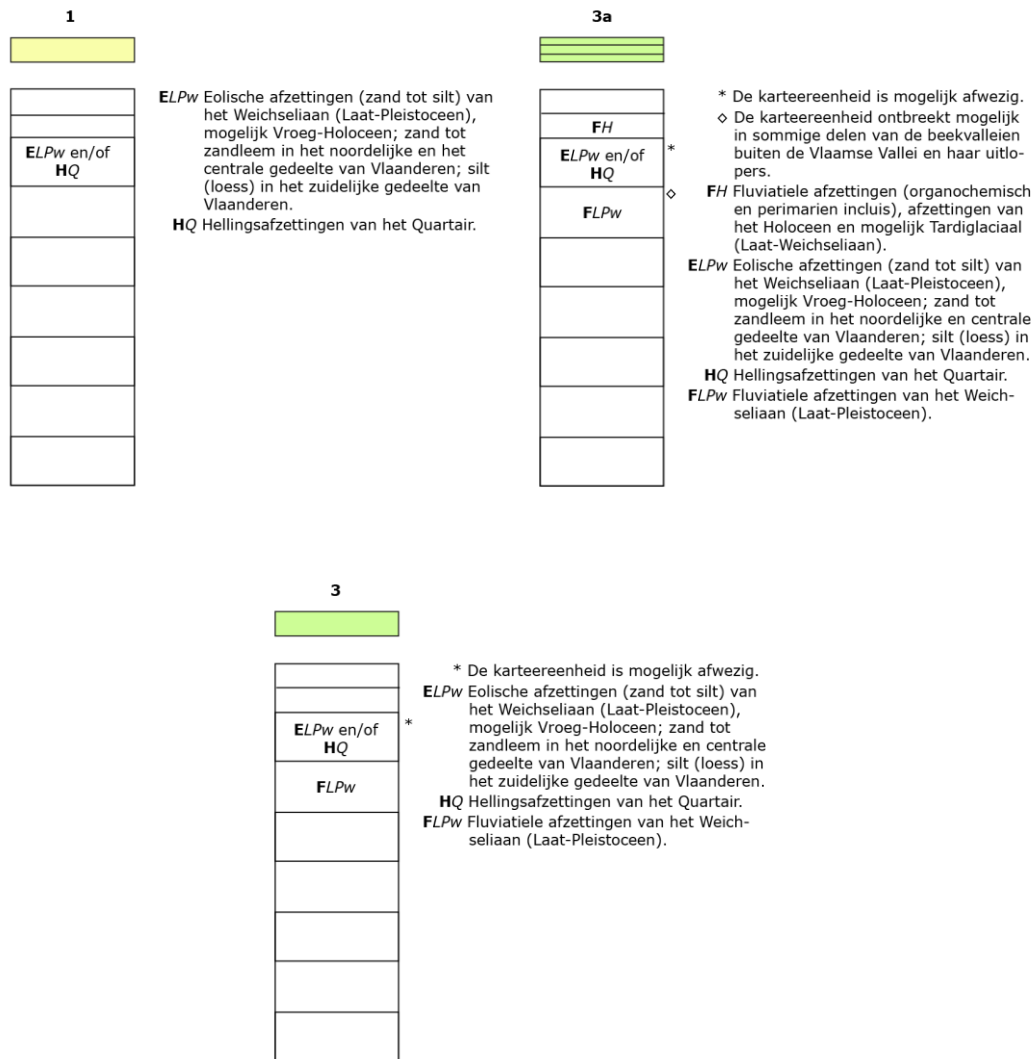 1
ELPw en/of
HQ
ELPw Eolische afzettingen (zand tot silt) van
het Weichseliaan (Laat-Pleistoceen),
mogelijk Vroeg-Holoceen; zand tot
zandleem in het noordelijke en het
centrale gedeelte van Vlaanderen; silt
(loess) in het zuidelijke gedeelte van
Vlaanderen.
HQ Hellingsafzettingen van het Quartair.
3a
FH
ELPw en/of
HQ
*
◇
FLPw
* De karteereenheid is mogelijk afwezig.
◇ De karteereenheid ontbreekt mogelijk
in sommige delen van de beekvalleien
buiten de Vlaamse Vallei en haar uitlo-
pers.
FH Fluviatiele afzettingen (organochemisch
en perimarien incluis), afzettingen van
het Holoceen en mogelijk Tardiglaciaal
(Laat-Weichseliaan).
ELPw Eolische afzettingen (zand tot silt) van
het Weichseliaan (Laat-Pleistoceen),
mogelijk Vroeg-Holoceen; zand tot
zandleem in het noordelijke en centrale
gedeelte van Vlaanderen; silt (loess) in
het zuidelijke gedeelte van Vlaanderen.
HQ Hellingsafzettingen van het Quartair.
FLPw Fluviatiele afzettingen van het Weich-
seliaan (Laat-Pleistoceen).
3
ELPw en/of
HQ
*
FLPw
* De karteereenheid is mogelijk afwezig.
ELPw Eolische afzettingen (zand tot silt) van
het Weichseliaan (Laat-Pleistoceen),
mogelijk Vroeg-Holoceen; zand tot
zandleem in het noordelijke en centrale
gedeelte van Vlaanderen; silt (loess) in
het zuidelijke gedeelte van Vlaanderen.
HQ Hellingsafzettingen van het Quartair.
FLPw Fluviatiele afzettingen van het Weich-
seliaan (Laat-Pleistoceen).